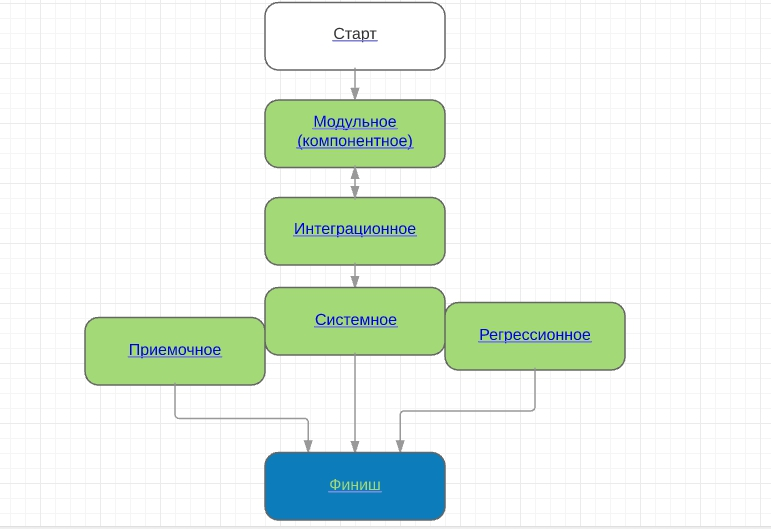 Старт
Модульное
(компонентное)
Интеграционное
Системное
Приемочное
Регрессионное
Финиш